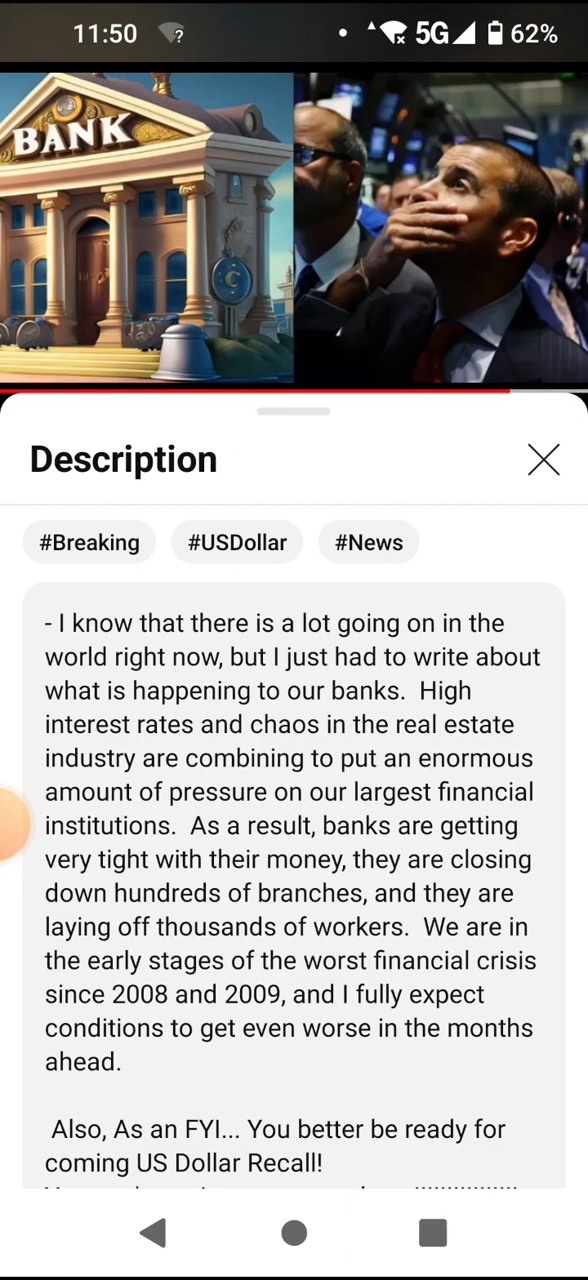 11:50
5G 62%
BANK
Description
#Breaking #USDollar #News
- I know that there is a lot going on in the
world right now, but I just had to write about
what is happening to our banks.  High
interest rates and chaos in the real estate
industry are combining to put an enormous
amount of pressure on our largest financial
institutions.  As a result, banks are getting
very tight with their money, they are closing
down hundreds of branches, and they are
laying off thousands of workers.  We are in
the early stages of the worst financial crisis
since 2008 and 2009, and I fully expect
conditions to get even worse in the months
ahead.
Also, As an FYI... You better be ready for
coming US Dollar Recall!